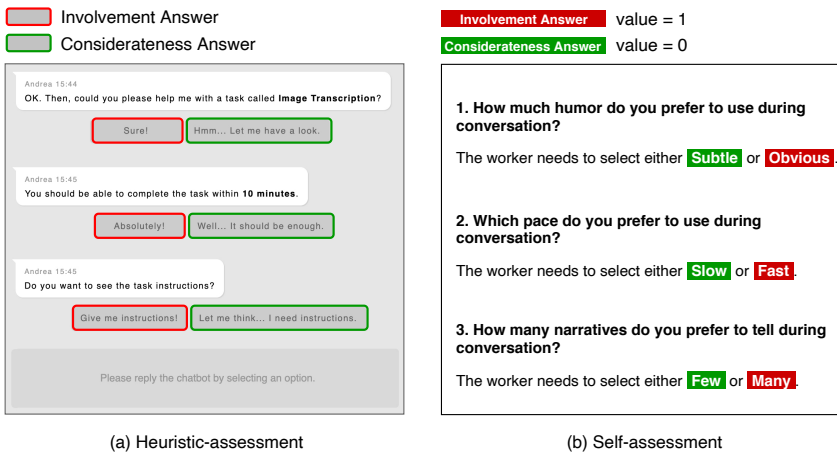 Involvement Answer
Considerateness Answer
Andrea 15:44
OK. Then, could you please help me with a task called Image Transcription?
Sure!
Hmm... Let me have a look.
Andrea 15:45
You should be able to complete the task within 10 minutes.
Absolutely!
Well... It should be enough.
Andrea 15:45
Do you want to see the task instructions?
Give me instructions!
Let me think... I need instructions.
Please reply the chatbot by selecting an option.
(a) Heuristic-assessment
Involvement Answer value = 1
Considerateness Answer value = 0
1. How much humor do you prefer to use during
conversation?
The worker needs to select either Subtle or Obvious.
2. Which pace do you prefer to use during
conversation?
The worker needs to select either Slow or Fast.
3. How many narratives do you prefer to tell during
conversation?
The worker needs to select either Few or Many.
(b) Self-assessment